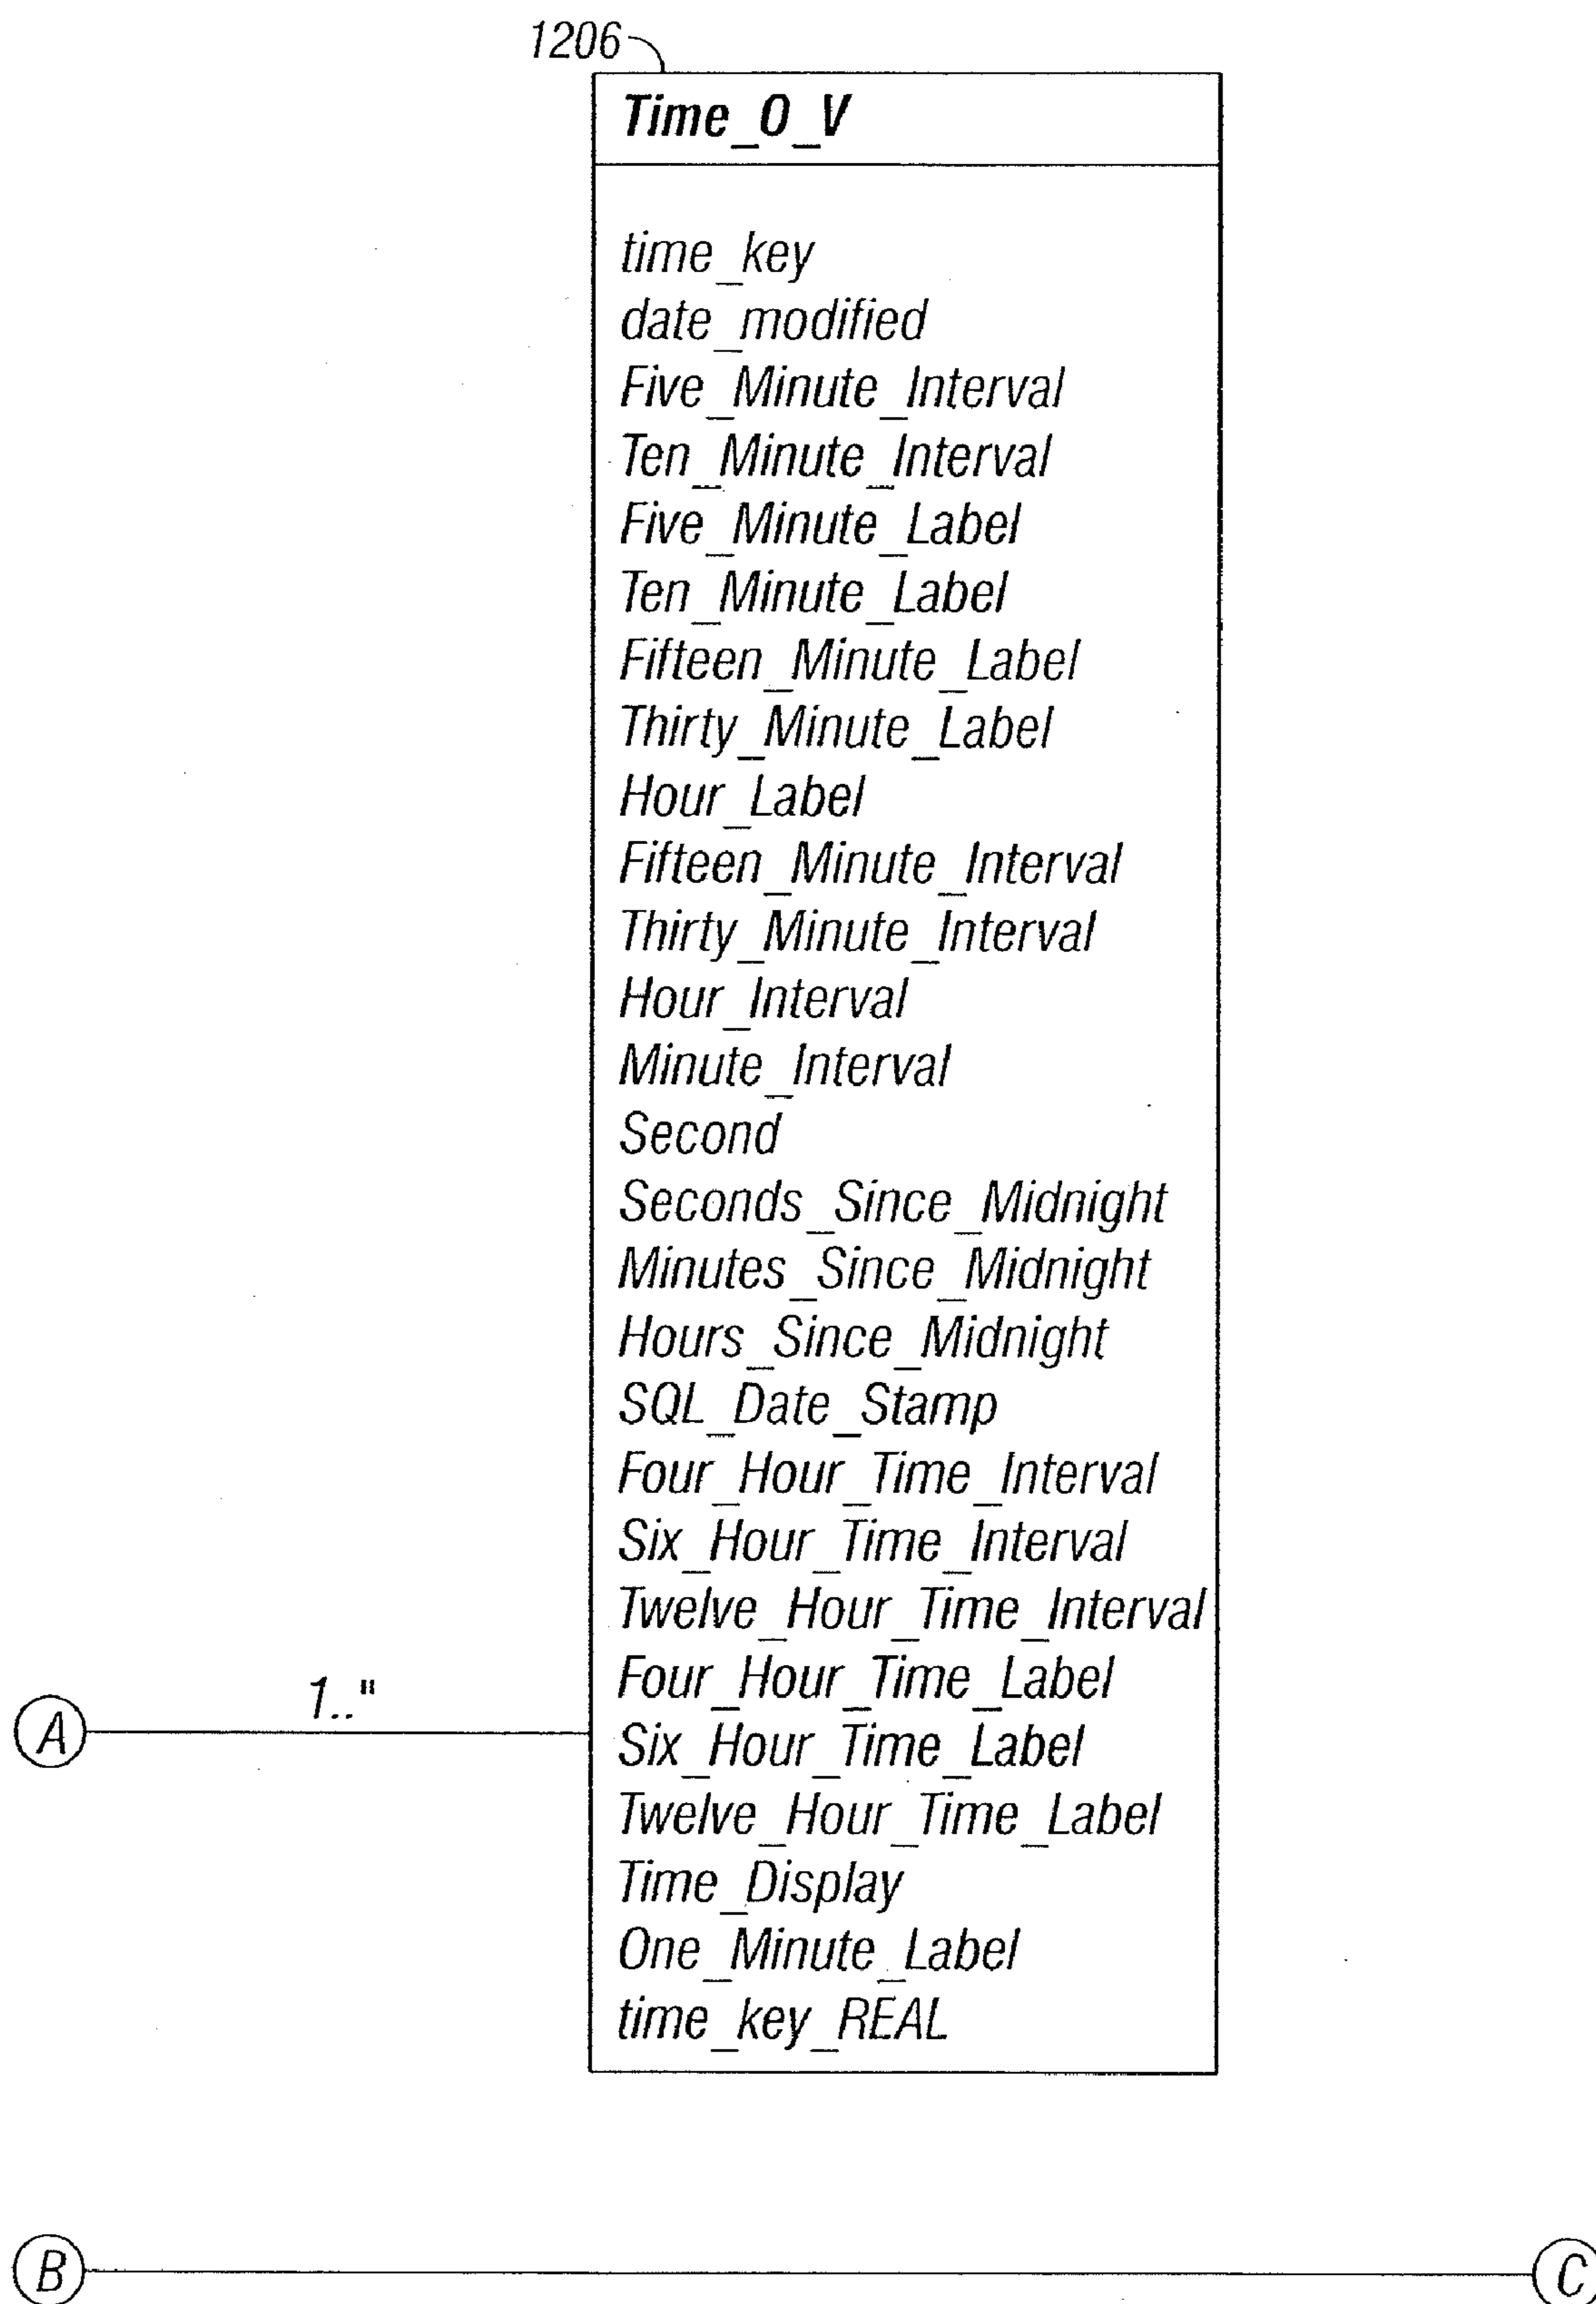 1206
Time_0_V
time_key
date_modified
Five_Minute_Interval
Ten_Minute_Interval
Five_Minute_Label
Ten_Minute_Label
Fifteen_Minute_Label
Thirty_Minute_Label
Hour_Label
Fifteen_Minute_Interval
Thirty_Minute_Interval
Hour_Interval
Minute_Interval
Second
Seconds_Since_Midnight
Minutes_Since_Midnight
Hours_Since_Midnight
SQL_Date_Stamp
Four_Hour_Time_Interval
Six_Hour_Time_Interval
Twelve_Hour_Time_Interval
Four_Hour_Time_Label
A 1.."
Six_Hour_Time_Label
Twelve_Hour_Time_Label
Time_Display
One_Minute_Label
time_key_REAL
B C